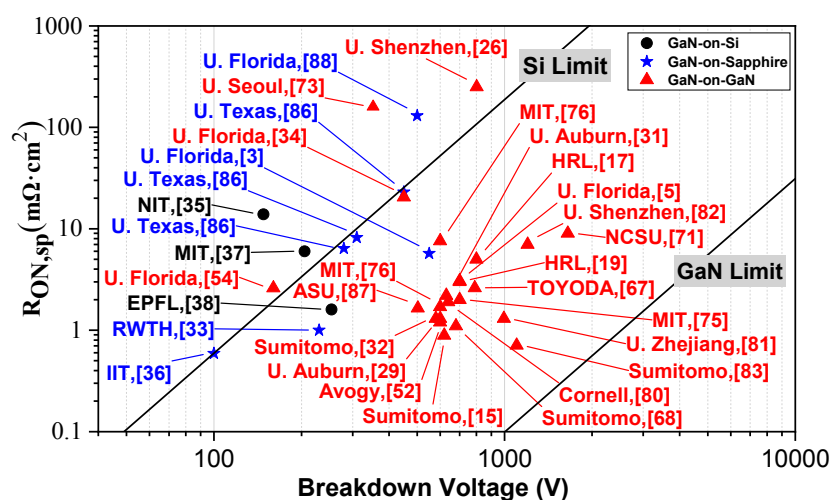 1000
100
10
1
0.1
R_ON,sp(mΩ·cm²)
U. Shenzhen,[26]
U. Florida,[88]
U. Seoul,[73]
U. Texas,[86]
U. Florida,[34]
U. Florida,[3]
U. Texas,[86]
NIT,[35]
U. Texas,[86]
MIT,[37]
U. Florida,[54]
EPFL,[38]
RWTH,[33]
IIT,[36]
MIT,[76]
ASU,[87]
Sumitomo,[32]
U. Auburn,[29]
Avogy,[52]
Sumitomo,[15]
Si Limit
GaN-on-Si
GaN-on-Sapphire
GaN-on-GaN
MIT,[76]
U. Auburn,[31]
HRL,[17]
U. Florida,[5]
U. Shenzhen,[82]
NCSU,[71]
HRL,[19]
GaN Limit
TOYODA,[67]
MIT,[75]
U. Zhejiang,[81]
Sumitomo,[83]
Cornell,[80]
Sumitomo,[68]
100
1000
10000
Breakdown Voltage (V)